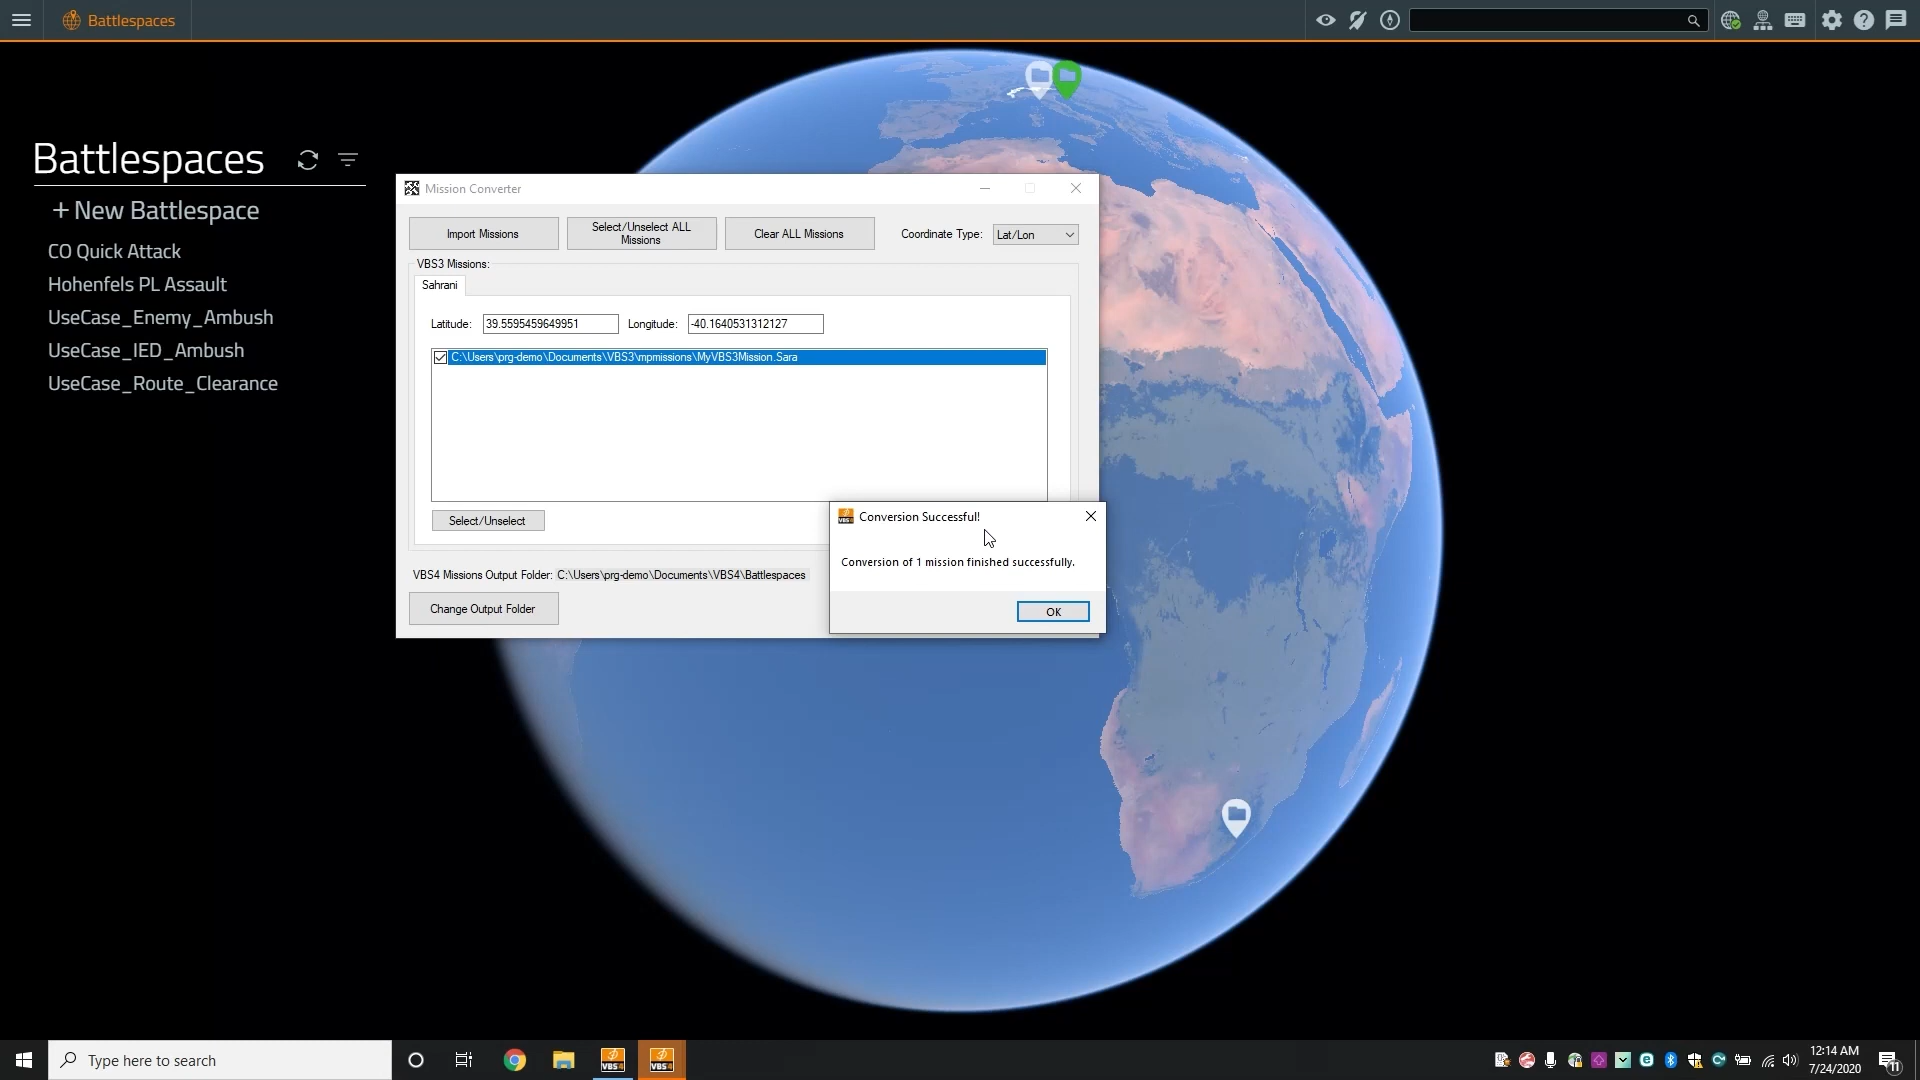 Battlespaces
Battlespaces
+ New Battlespace
CO Quick Attack
Hohenfels PL Assault
UseCase_Enemy_Ambush
UseCase_IED_Ambush
UseCase_Route_Clearance
Mission Converter
Import Missions
Select/Unselect ALL
Missions
Clear ALL Missions
Coordinate Type:
Lat/Lon
VBS3 Missions:
Sahrani
Latitude: 39.5595459649951 Longitude: -40.1640531312127
C:\Users\prg-demo\Documents\VBS3\mpmissions\MyVBS3Mission.Sara
Select/Unselect
VBS4 Missions Output Folder: C:\Users\prg-demo\Documents\VBS4\Battlespaces
Change Output Folder
Conversion Successful!
Conversion of 1 mission finished successfully.
OK
Type here to search
VBS4
VBS4
12:14 AM
7/24/2020
11